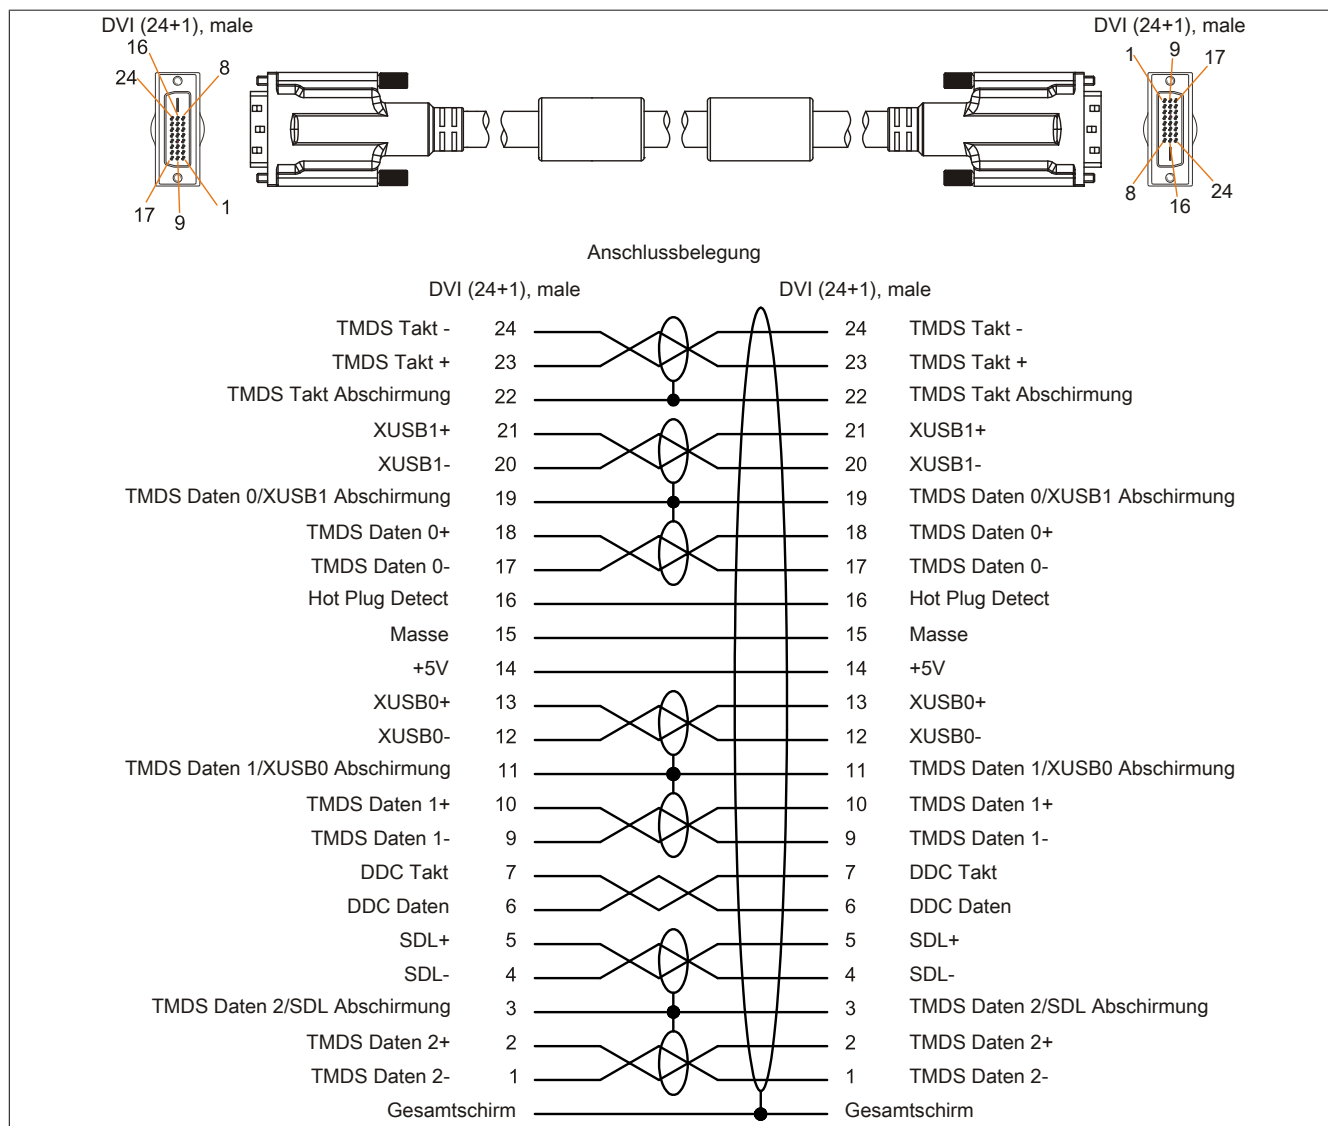 DVI (24+1), male DVI (24+1), male
16 9
24 8 1 17
17 9 1 8 16 24
Anschlussbelegung
DVI (24+1), male DVI (24+1), male
TMDS Takt - 24 24 TMDS Takt -
TMDS Takt + 23 23 TMDS Takt +
TMDS Takt Abschirmung 22 22 TMDS Takt Abschirmung
XUSB1+ 21 21 XUSB1+
XUSB1- 20 20 XUSB1-
TMDS Daten 0/XUSB1 Abschirmung 19 19 TMDS Daten 0/XUSB1 Abschirmung
TMDS Daten 0+ 18 18 TMDS Daten 0+
TMDS Daten 0- 17 17 TMDS Daten 0-
Hot Plug Detect 16 16 Hot Plug Detect
Masse 15 15 Masse
+5V 14 14 +5V
XUSB0+ 13 13 XUSB0+
XUSB0- 12 12 XUSB0-
TMDS Daten 1/XUSB0 Abschirmung 11 11 TMDS Daten 1/XUSB0 Abschirmung
TMDS Daten 1+ 10 10 TMDS Daten 1+
TMDS Daten 1- 9 9 TMDS Daten 1-
DDC Takt 7 7 DDC Takt
DDC Daten 6 6 DDC Daten
SDL+ 5 5 SDL+
SDL- 4 4 SDL-
TMDS Daten 2/SDL Abschirmung 3 3 TMDS Daten 2/SDL Abschirmung
TMDS Daten 2+ 2 2 TMDS Daten 2+
TMDS Daten 2- 1 1 TMDS Daten 2-
Gesamtschirm Gesamtschirm